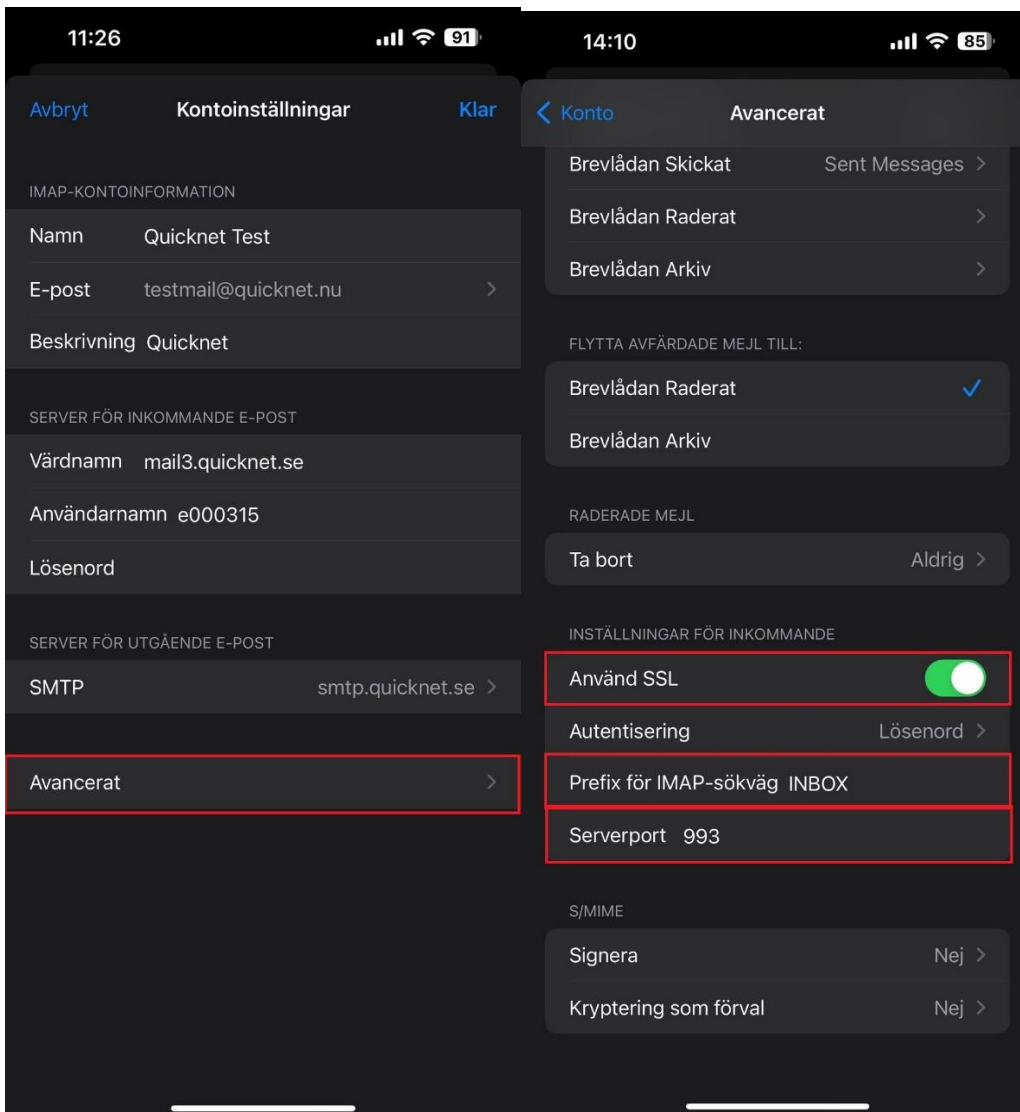 11:26
91
Avbryt Kontoinställningar Klar
IMAP-KONTOINFORMATION
Namn Quicknet Test
E-post testmail@quicknet.nu
Beskrivning Quicknet
SERVER FÖR INKOMMANDE E-POST
Värdnamn mail3.quicknet.se
Användarnamn e000315
Lösenord
SERVER FÖR UTGÅENDE E-POST
SMTP smtp.quicknet.se
Avancerat
14:10
85
Konto Avancerat
Brevlådan Skickat Sent Messages
Brevlådan Raderat
Brevlådan Arkiv
FLYTTA AVFÄRDADE MEJL TILL:
Brevlådan Raderat
Brevlådan Arkiv
RADERADE MEJL
Ta bort Aldrig
INSTÄLLNINGAR FÖR INKOMMANDE
Använd SSL
Autentisering Lösenord
Prefix för IMAP-sökväg INBOX
Serverport 993
S/MIME
Signera Nej
Kryptering som förval Nej